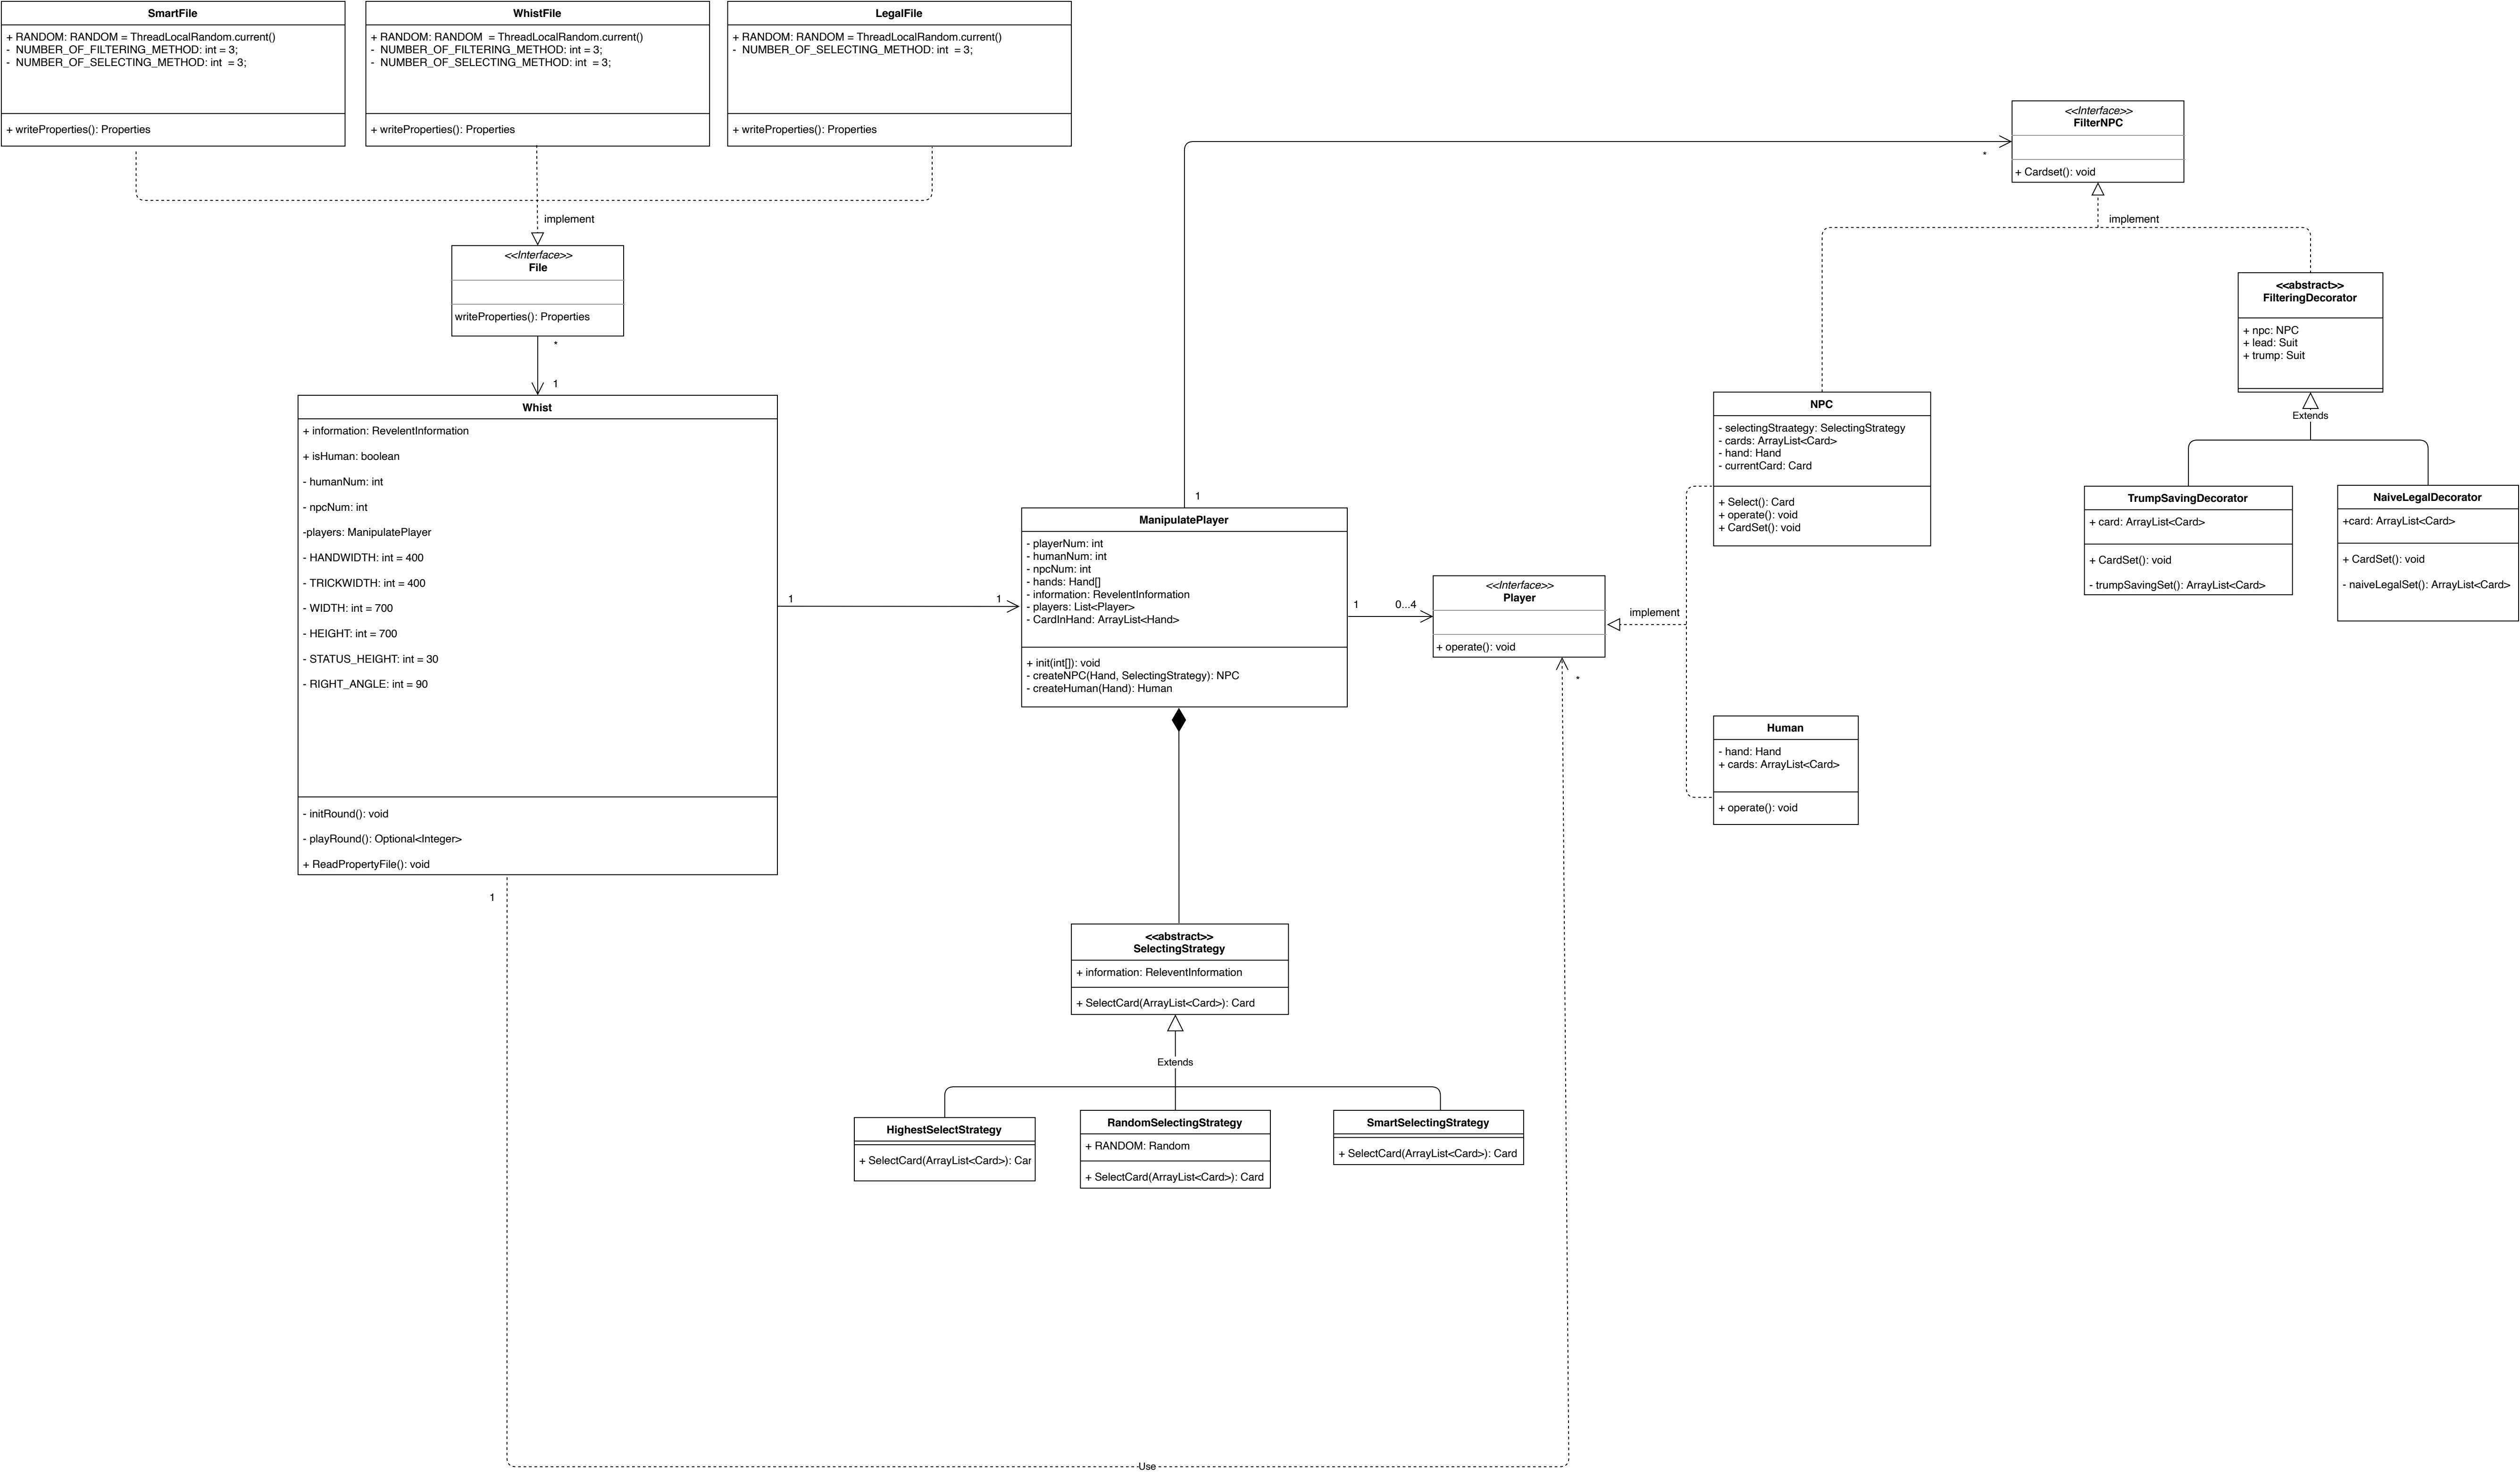 SmartFile
+ RANDOM: RANDOM = ThreadLocalRandom.current()
- NUMBER_OF_FILTERING_METHOD: int = 3;
- NUMBER_OF_SELECTING_METHOD: int = 3;
+ writeProperties(): Properties
WhistFile
+ RANDOM: RANDOM = ThreadLocalRandom.current()
- NUMBER_OF_FILTERING_METHOD: int = 3;
- NUMBER_OF_SELECTING_METHOD: int = 3;
+ writeProperties(): Properties
LegalFile
+ RANDOM: RANDOM = ThreadLocalRandom.current()
- NUMBER_OF_SELECTING_METHOD: int = 3;
+ writeProperties(): Properties
implement
<<Interface>>
File
writeProperties(): Properties
*
1
Whist
+ information: RevelentInformation
+ isHuman: boolean
- humanNum: int
- npcNum: int
-players: ManipulatePlayer
- HANDWIDTH: int = 400
- TRICKWIDTH: int = 400
- WIDTH: int = 700
- HEIGHT: int = 700
- STATUS_HEIGHT: int = 30
- RIGHT_ANGLE: int = 90
- initRound(): void
- playRound(): Optional<Integer>
+ ReadPropertyFile(): void
1
1
1
1
*
ManipulatePlayer
- playerNum: int
- humanNum: int
- npcNum: int
- hands: Hand[]
- information: RevelentInformation
- players: List<Player>
- CardInHand: ArrayList<Hand>
+ init(int[]): void
- createNPC(Hand, SelectingStrategy): NPC
- createHuman(Hand): Human
1
0...4
<<Interface>>
Player
+ operate(): void
*
implement
<<Interface>>
FilterNPC
+ Cardset(): void
implement
<<abstract>>
FilteringDecorator
+ npc: NPC
+ lead: Suit
+ trump: Suit
Extends
NPC
- selectingStraategy: SelectingStrategy
- cards: ArrayList<Card>
- hand: Hand
- currentCard: Card
+ Select(): Card
+ operate(): void
+ CardSet(): void
TrumpSavingDecorator
+ card: ArrayList<Card>
+ CardSet(): void
- trumpSavingSet(): ArrayList<Card>
NaiveLegalDecorator
+card: ArrayList<Card>
+ CardSet(): void
- naiveLegalSet(): ArrayList<Card>
Human
- hand: Hand
+ cards: ArrayList<Card>
+ operate(): void
<<abstract>>
SelectingStrategy
+ information: ReleventInformation
+ SelectCard(ArrayList<Card>): Card
Extends
HighestSelectStrategy
+ SelectCard(ArrayList<Card>): Car
RandomSelectingStrategy
+ RANDOM: Random
+ SelectCard(ArrayList<Card>): Card
SmartSelectingStrategy
+ SelectCard(ArrayList<Card>): Card
Use